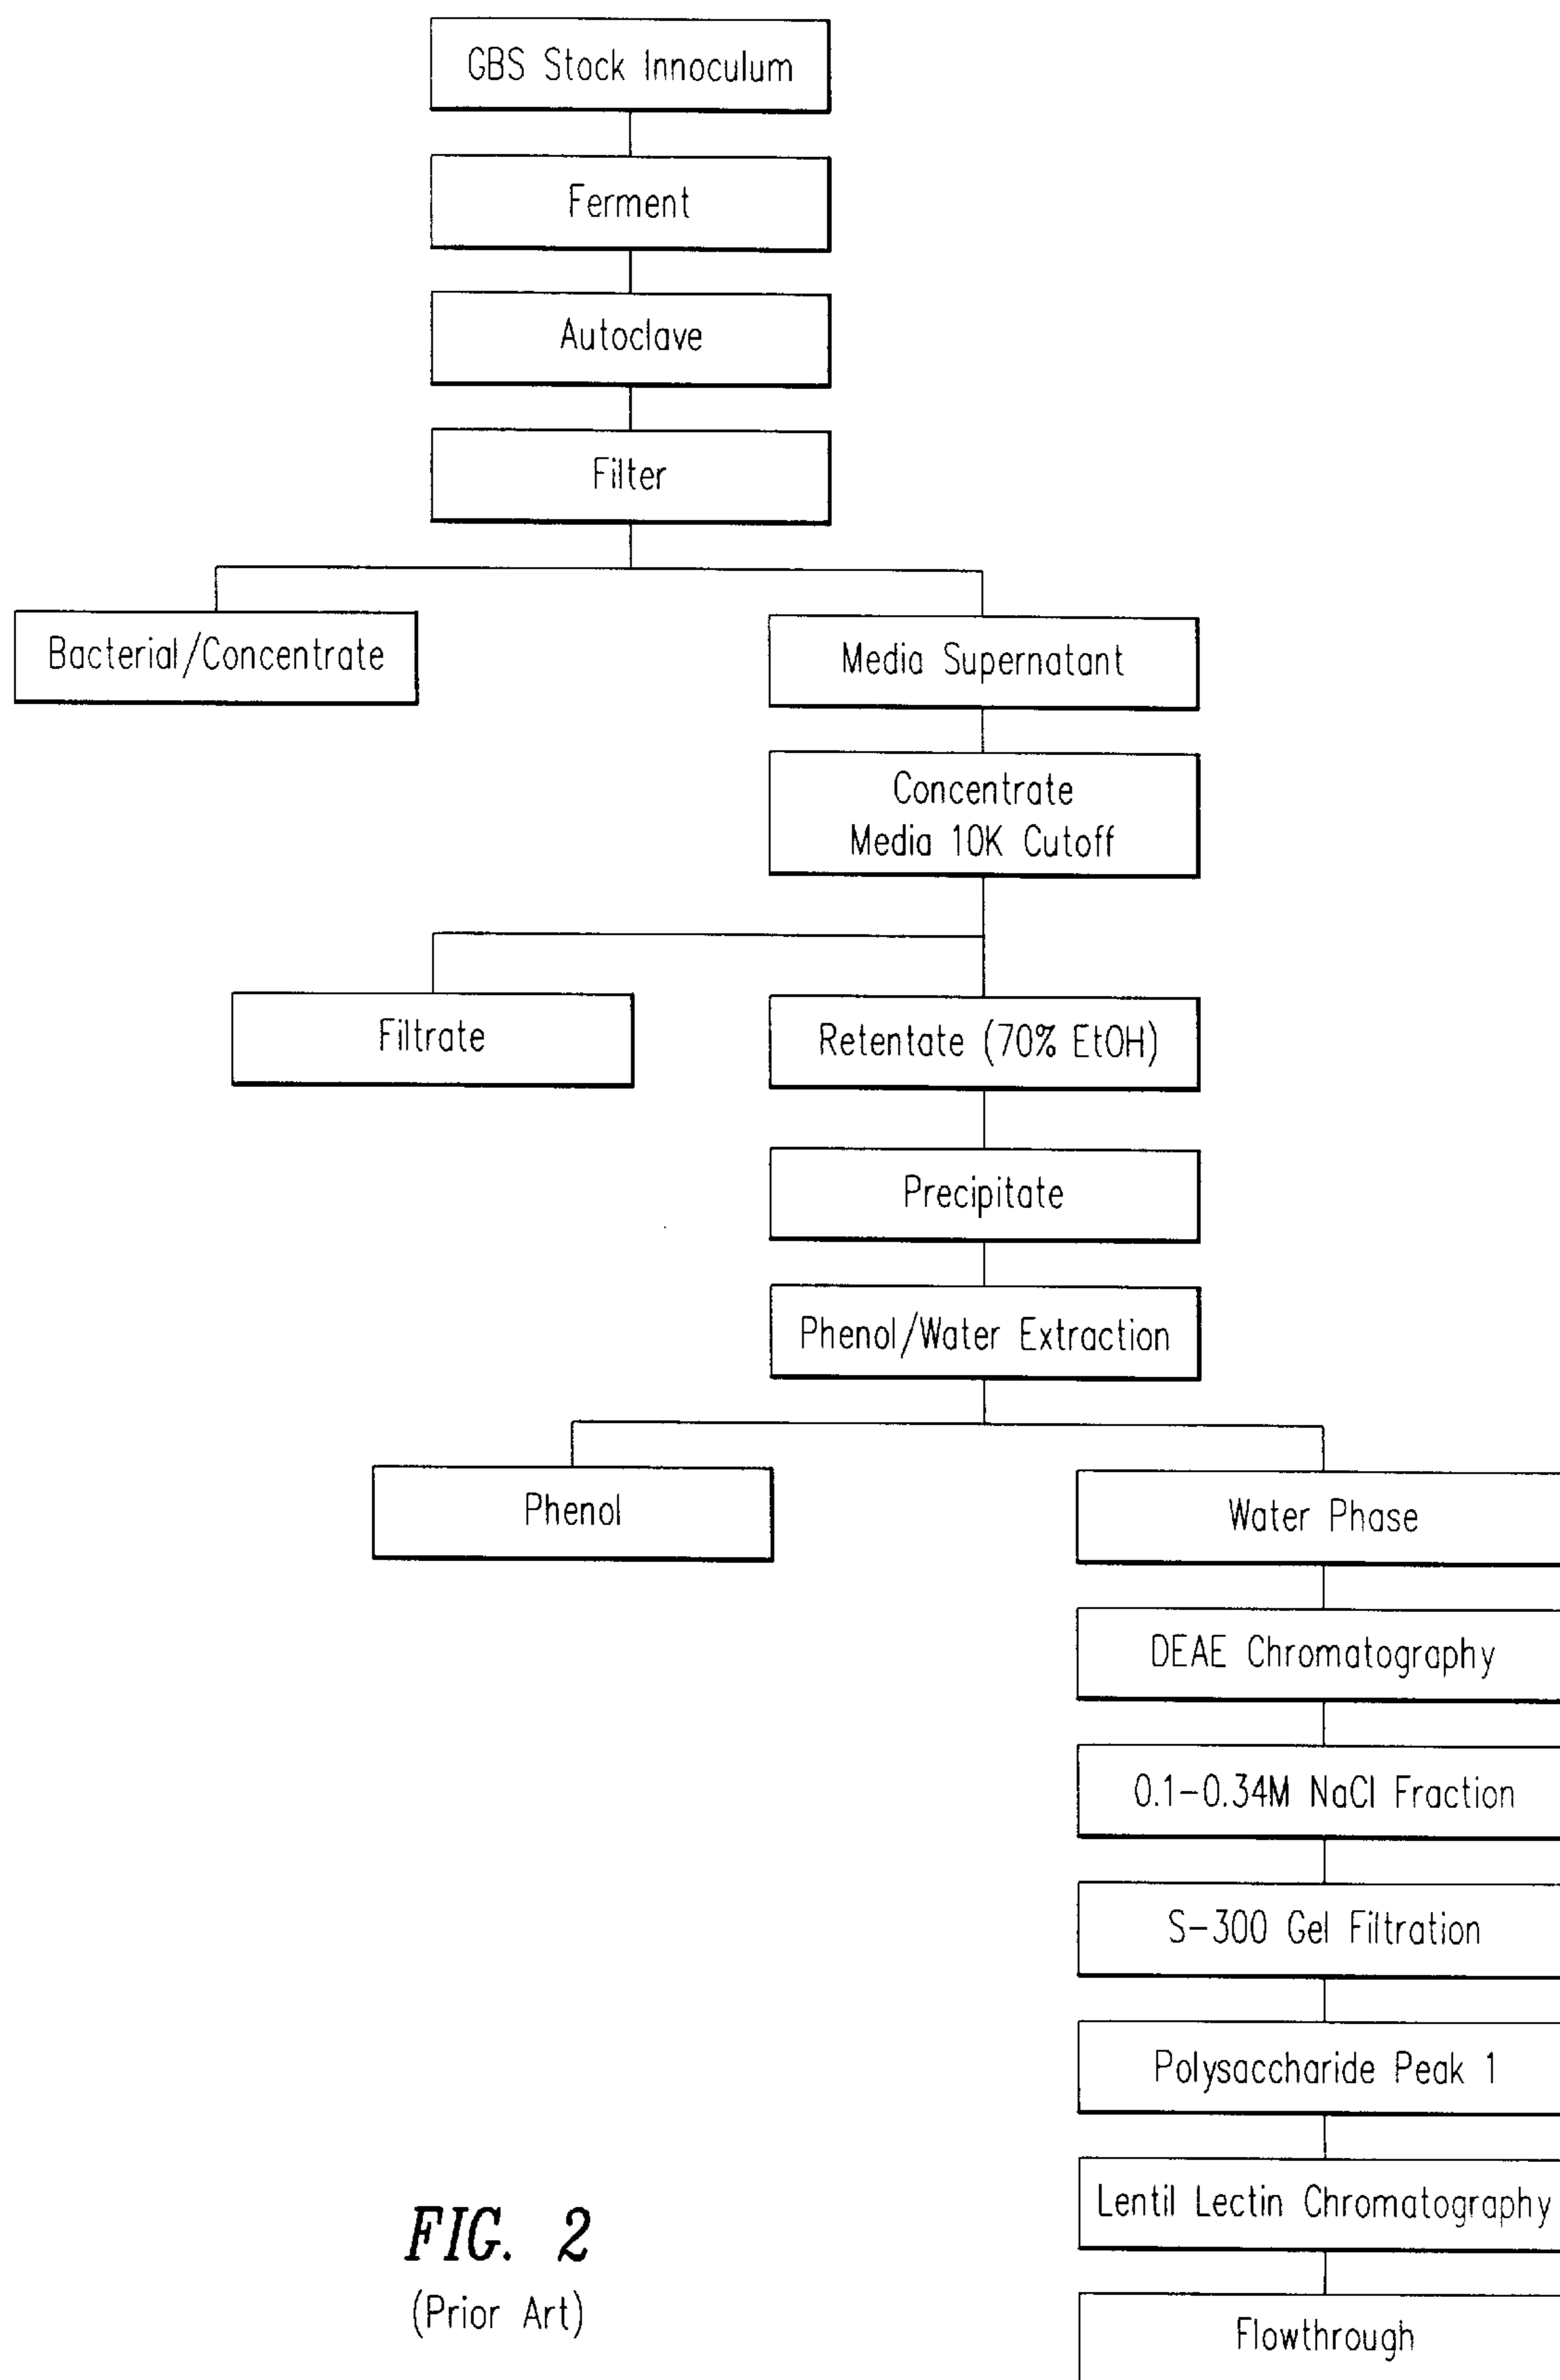 GBS Stock Innoculum
Ferment
Autoclave
Filter
Bacterial/Concentrate
Media Supernatant
Concentrate
Media 10K Cutoff
Filtrate
Retentate (70% EtOH)
Precipitate
Phenol/Water Extraction
Phenol
Water Phase
DEAE Chromatography
0.1-0.34M NaCl Fraction
S-300 Gel Filtration
Polysaccharide Peak 1
Lentil Lectin Chromatography
Flowthrough
FIG. 2
(Prior Art)